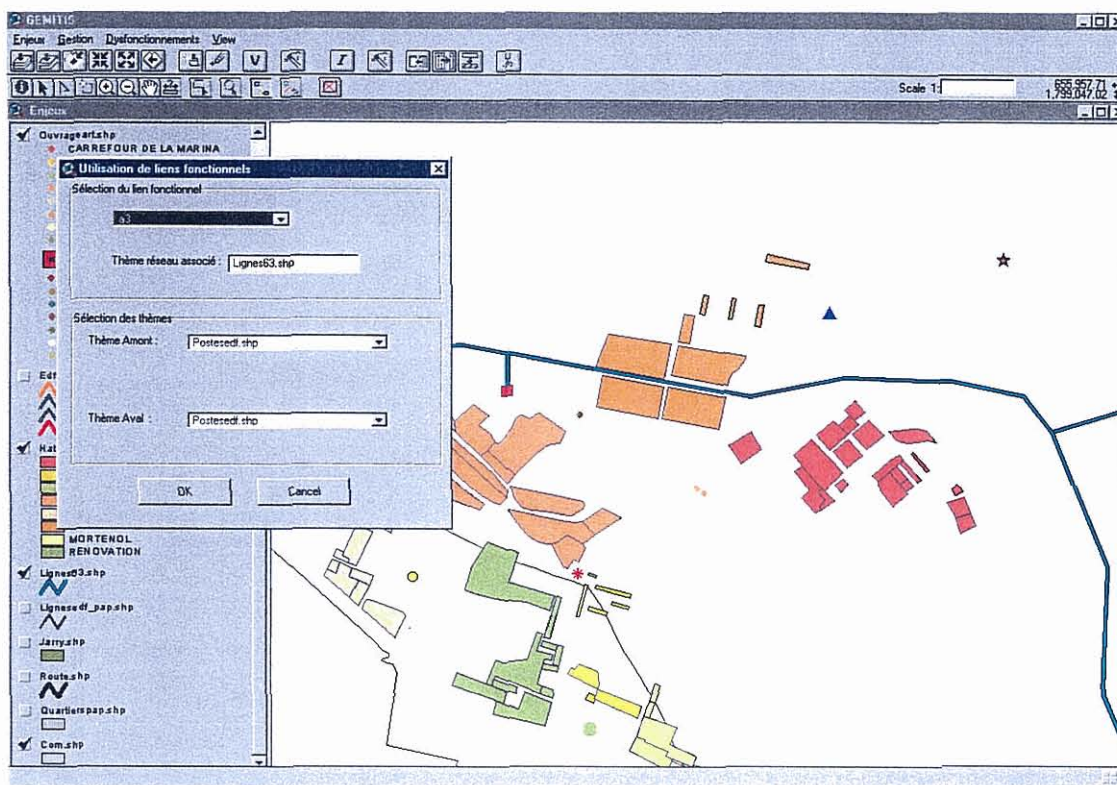 GEMITIS
Enjeux Gestion Dysfonctionnements View
V I
Scale 1: 655,957.71
1,799,047.02
Enjeux
Ouvrageart.shp
CARREFOUR DE LA MARINA
Utilisation de liens fonctionnels
Sélection du lien fonctionnel
a3
Thème réseau associé : Lignes63.shp
Sélection des thèmes
Thème Amont : Postesedf.shp
Thème Aval : Postesedf.shp
OK Cancel
Edf
Hab
MORTENOL
RENOVATION
Lignes63.shp
Lignesedf_pap.shp
Jarry.shp
Route.shp
Quartierspap.shp
Com.shp